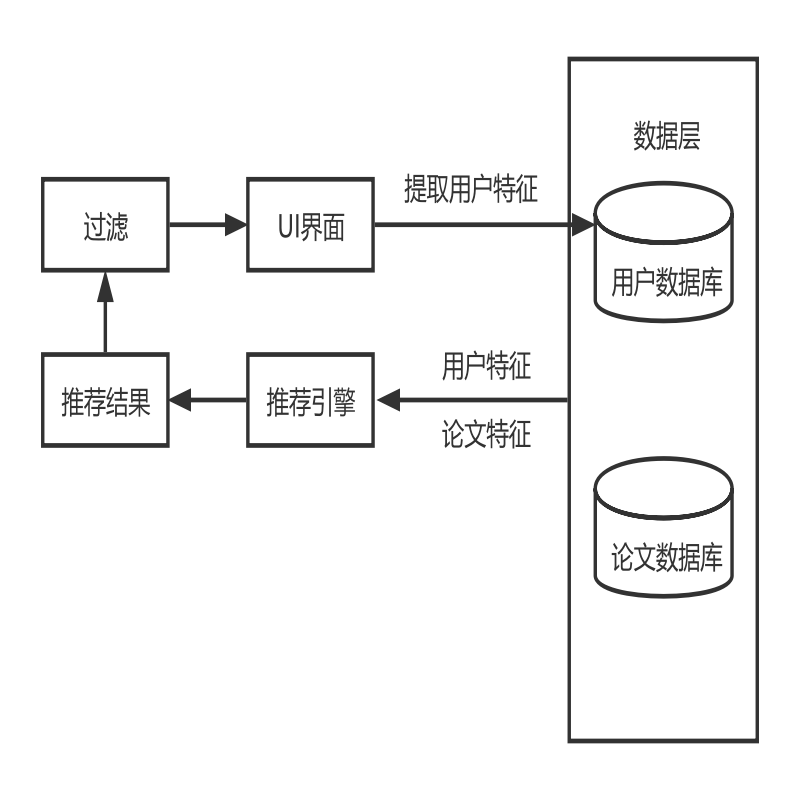 数据层
提取用户特征
过滤
UI界面
用户数据库
用户特征
推荐结果
推荐引擎
论文特征
论文数据库